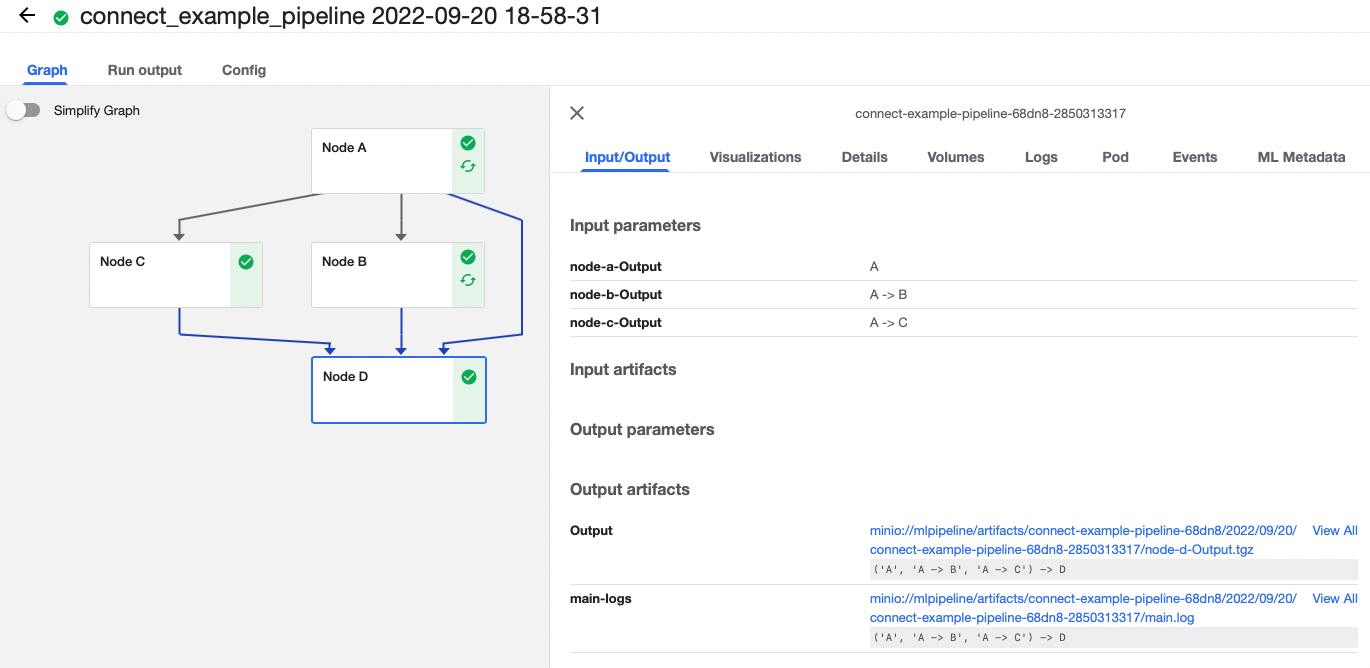 connect_example_pipeline 2022-09-20 18-58-31
Graph Run output Config
Simplify Graph
Node A
Node C
Node B
Node D
connect-example-pipeline-68dn8-2850313317
Input/Output Visualizations Details Volumes Logs Pod Events ML Metadata
Input parameters
node-a-Output A
node-b-Output A -> B
node-c-Output A -> C
Input artifacts
Output parameters
Output artifacts
Output minio://mlpipeline/artifacts/connect-example-pipeline-68dn8/2022/09/20/ View All
connect-example-pipeline-68dn8-2850313317/node-d-Output.tgz
('A', 'A -> B', 'A -> C') -> D
main-logs minio://mlpipeline/artifacts/connect-example-pipeline-68dn8/2022/09/20/ View All
connect-example-pipeline-68dn8-2850313317/main.log
('A', 'A -> B', 'A -> C') -> D